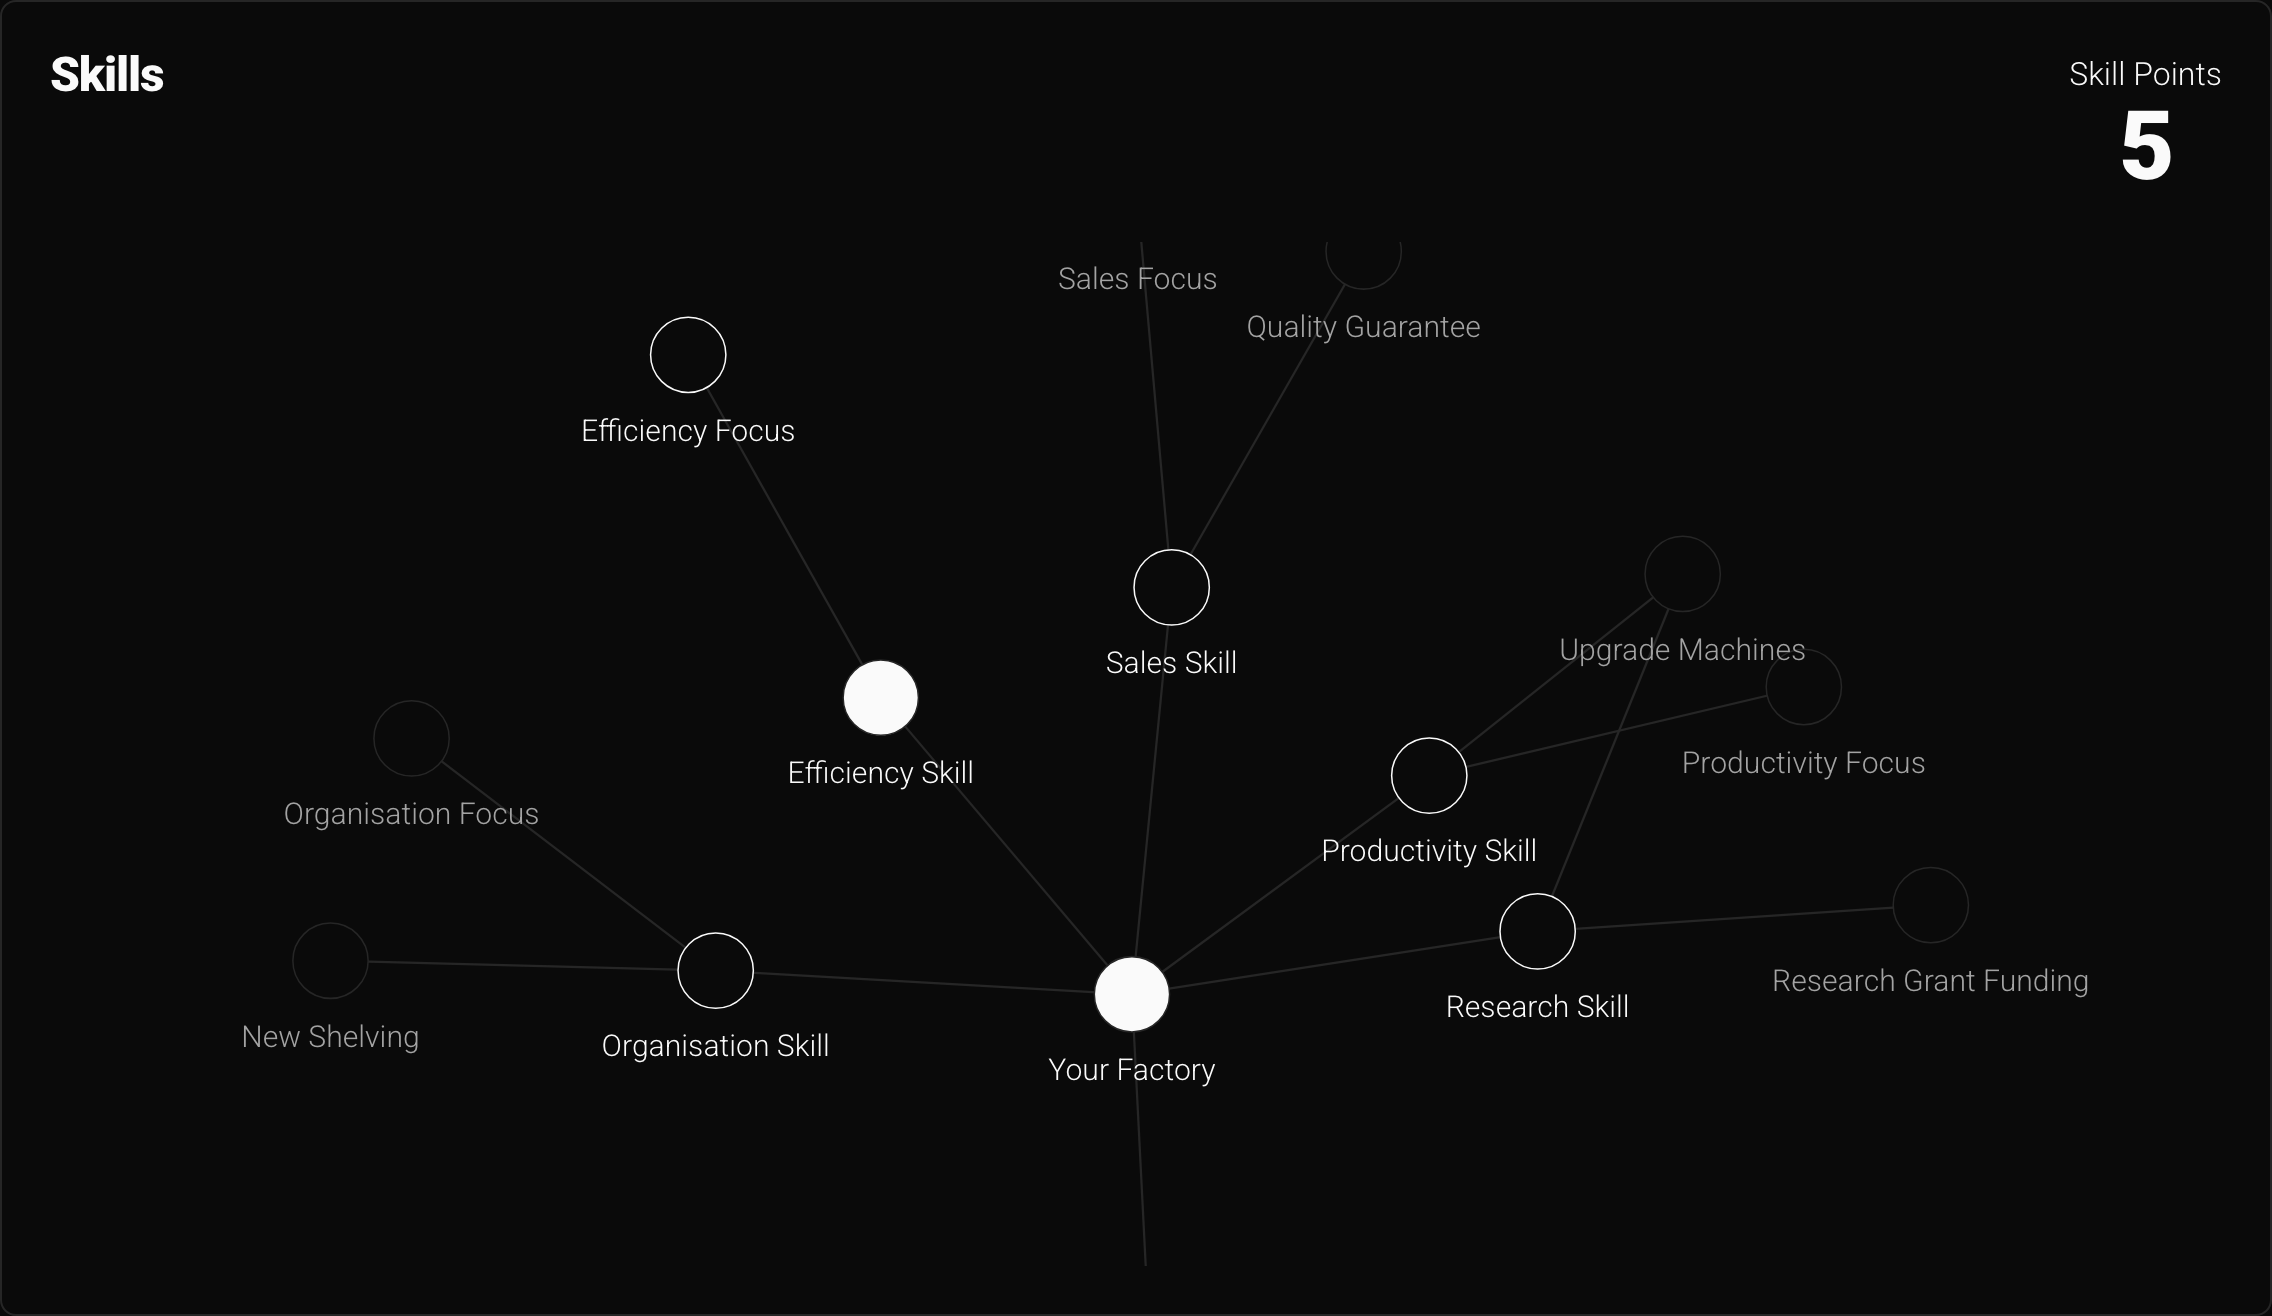 Skills
Skill Points
5
Sales Focus
Quality Guarantee
Efficiency Focus
Upgrade Machines
Sales Skill
Productivity Focus
Efficiency Skill
Organisation Focus
Productivity Skill
Research Grant Funding
Research Skill
New Shelving
Organisation Skill
Your Factory